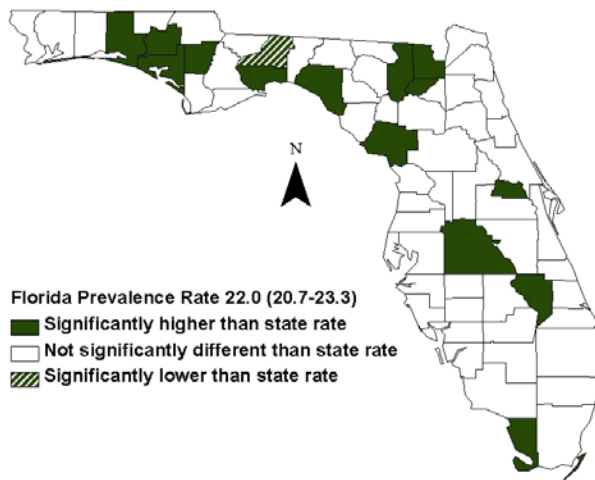 N
Florida Prevalence Rate 22.0 (20.7-23.3)
Significantly higher than state rate
Not significantly different than state rate
Significantly lower than state rate